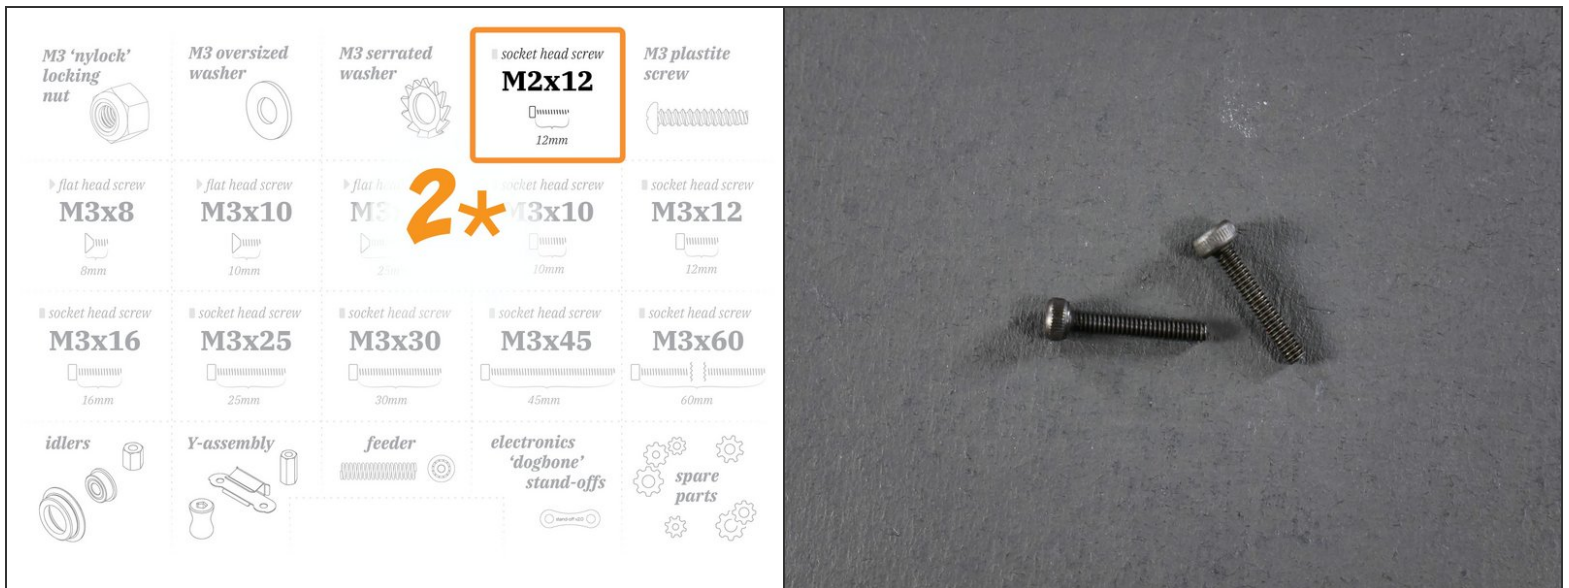 M3 ‘nylock’
locking
nut
M3 oversized
washer
M3 serrated
washer
socket head screw
M2x12
12mm
M3 plastite
screw
flat head screw
M3x8
8mm
flat head screw
M3x10
10mm
2*
socket head screw
M3x10
10mm
socket head screw
M3x12
12mm
socket head screw
M3x16
16mm
socket head screw
M3x25
25mm
socket head screw
M3x30
30mm
socket head screw
M3x45
45mm
socket head screw
M3x60
60mm
idlers
Y-assembly
feeder
electronics
‘dogbone’
stand-offs
spare
parts